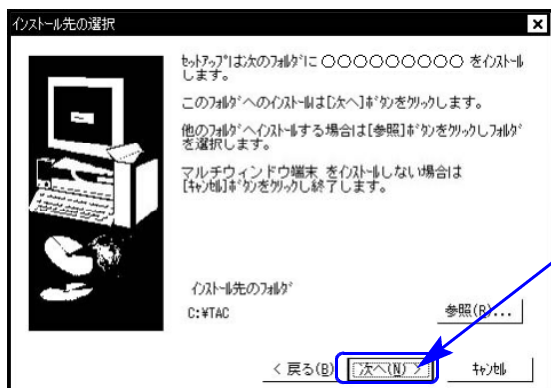 インストール先の選択
ｾｯﾄｱｯﾌﾟは次のﾌｫﾙﾀﾞに○○○○○○○○○ をｲﾝｽﾄｰﾙ
します。
このﾌｫﾙﾀﾞへのｲﾝｽﾄｰﾙは[次へ]ﾎﾞﾀﾝをｸﾘｯｸします。
他のﾌｫﾙﾀﾞへｲﾝｽﾄｰﾙする場合は[参照]ﾎﾞﾀﾝをｸﾘｯｸしﾌｫﾙﾀﾞ
を選択します。
マルチウィンドウ端末 をｲﾝｽﾄｰﾙしない場合は
[ｷｬﾝｾﾙ]ﾎﾞﾀﾝをｸﾘｯｸし終了します。
ｲﾝｽﾄｰﾙ先のﾌｫﾙﾀﾞ
C:¥TAC
参照(R)...
< 戻る(B)
次へ(N) >
ｷｬﾝｾﾙ